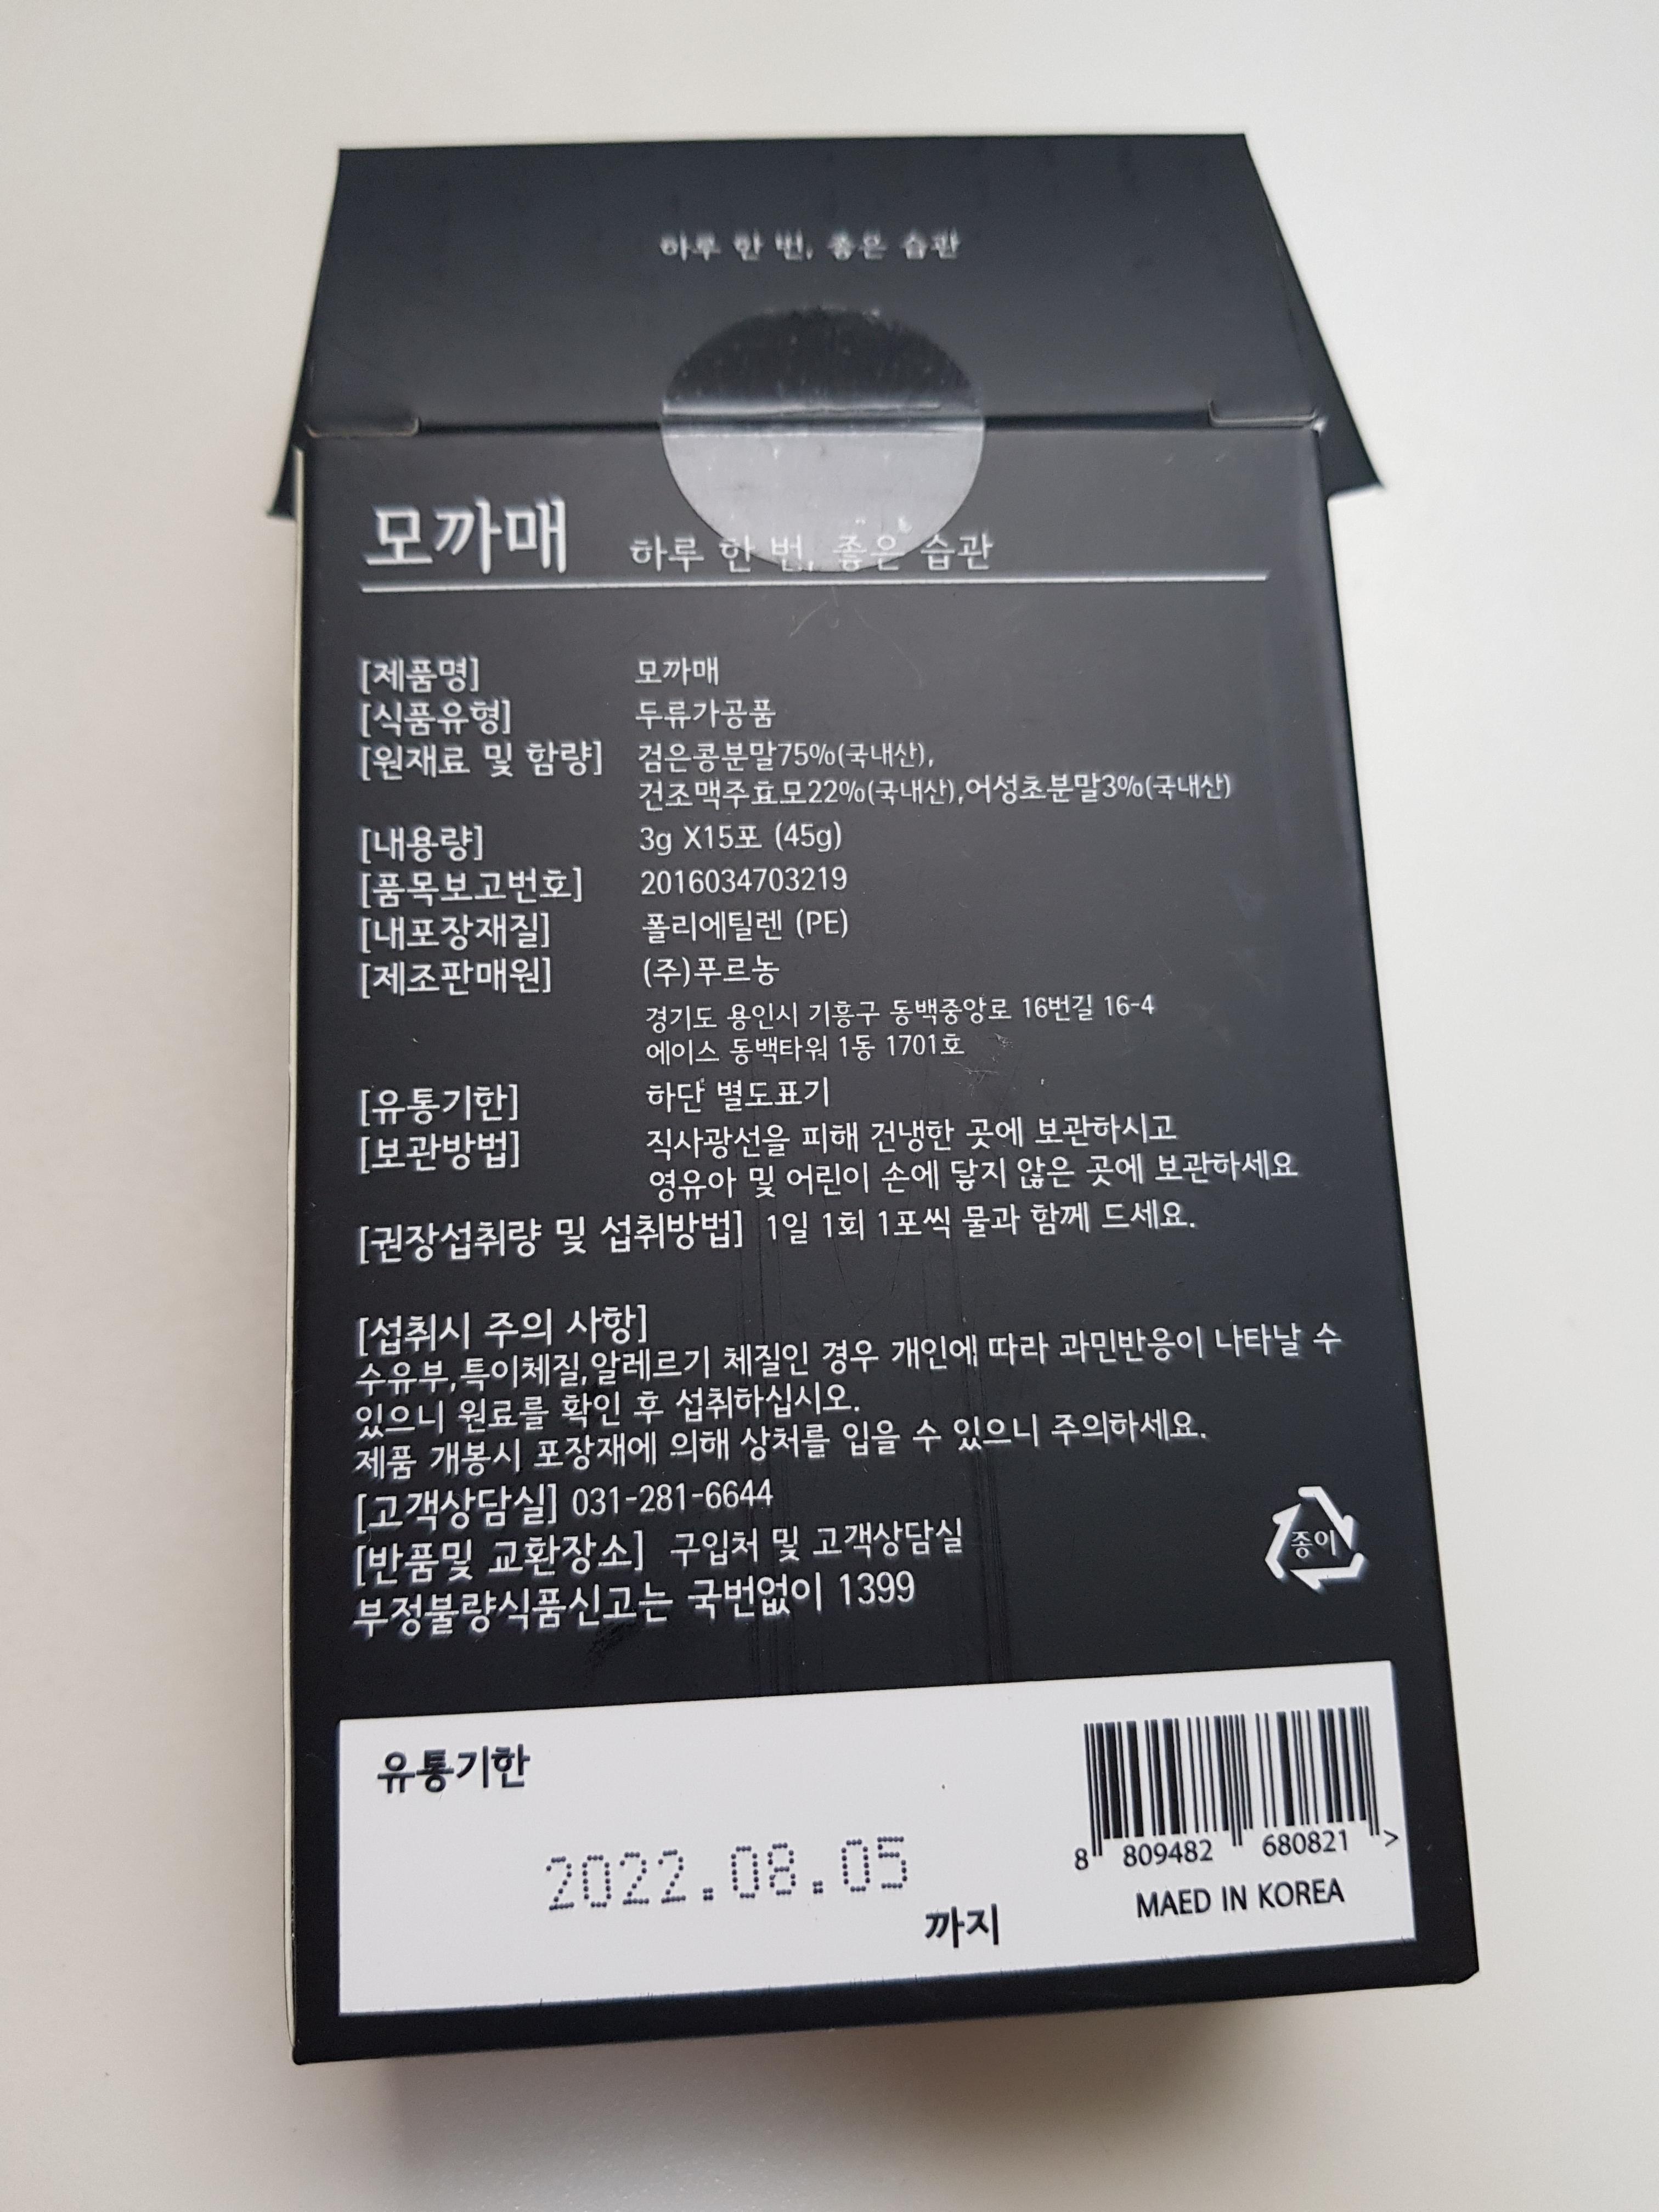 하루 한 번, 좋은 습관
모까매 하루 한 번, 좋은 습관
[제품명] 모까매
[식품유형] 두류가공품
[원재료 및 함량] 검은콩분말75%(국내산),
건조맥주효모22%(국내산),어성초분말3%(국내산)
[내용량] 3g X15포 (45g)
[품목보고번호] 2016034703219
[내포장재질] 폴리에틸렌 (PE)
[제조판매원] (주)푸르농
경기도 용인시 기흥구 동백중앙로 16번길 16-4
에이스 동백타워 1동 1701호
[유통기한] 하단 별도표기
[보관방법] 직사광선을 피해 건냉한 곳에 보관하시고
영유아 및 어린이 손에 닿지 않은 곳에 보관하세요
[권장섭취량 및 섭취방법] 1일 1회 1포씩 물과 함께 드세요.
[섭취시 주의 사항]
수유부,특이체질,알레르기 체질인 경우 개인에 따라 과민반응이 나타날 수
있으니 원료를 확인 후 섭취하십시오.
제품 개봉시 포장재에 의해 상처를 입을 수 있으니 주의하세요.
[고객상담실] 031-281-6644
[반품및 교환장소] 구입처 및 고객상담실
부정불량식품신고는 국번없이 1399
종이
유통기한
2022.08.05
까지
8 809482 680821 >
MAED IN KOREA